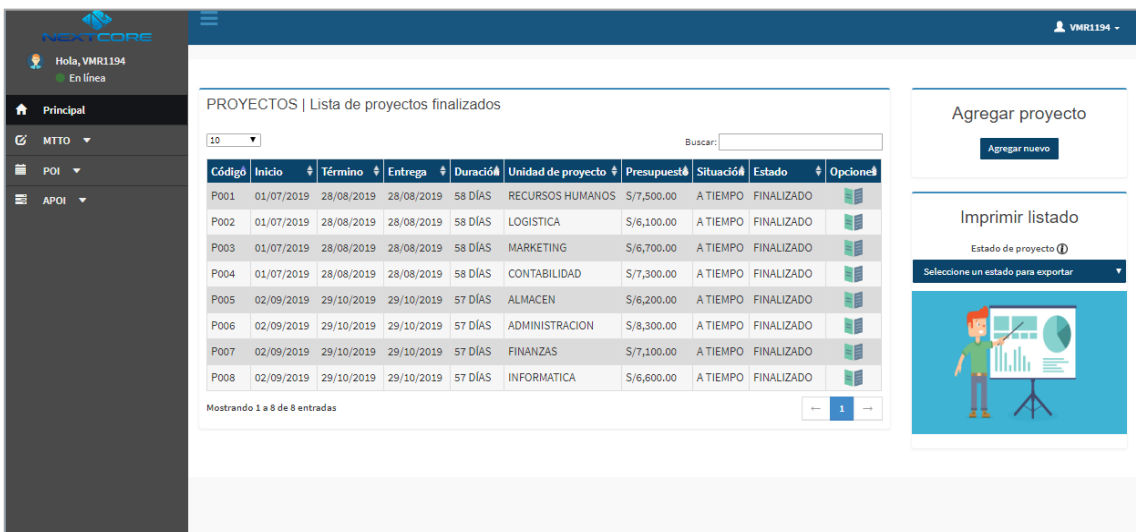 NEXTCORE
VMR1194
Hola, VMR1194
En línea
Principal
MTTO
POI
APOI
PROYECTOS | Lista de proyectos finalizados
10
Buscar:
Código Inicio Término Entrega Duración Unidad de proyecto Presupuesto Situación Estado Opciones
P001 01/07/2019 28/08/2019 28/08/2019 58 DÍAS RECURSOS HUMANOS S/7,500.00 A TIEMPO FINALIZADO
P002 01/07/2019 28/08/2019 28/08/2019 58 DÍAS LOGISTICA S/6,100.00 A TIEMPO FINALIZADO
P003 01/07/2019 28/08/2019 28/08/2019 58 DÍAS MARKETING S/6,700.00 A TIEMPO FINALIZADO
P004 01/07/2019 28/08/2019 28/08/2019 58 DÍAS CONTABILIDAD S/7,300.00 A TIEMPO FINALIZADO
P005 02/09/2019 29/10/2019 29/10/2019 57 DÍAS ALMACEN S/6,200.00 A TIEMPO FINALIZADO
P006 02/09/2019 29/10/2019 29/10/2019 57 DÍAS ADMINISTRACION S/8,300.00 A TIEMPO FINALIZADO
P007 02/09/2019 29/10/2019 29/10/2019 57 DÍAS FINANZAS S/7,100.00 A TIEMPO FINALIZADO
P008 02/09/2019 29/10/2019 29/10/2019 57 DÍAS INFORMATICA S/6,600.00 A TIEMPO FINALIZADO
Mostrando 1 a 8 de 8 entradas
← 1 →
Agregar proyecto
Agregar nuevo
Imprimir listado
Estado de proyecto
Seleccione un estado para exportar